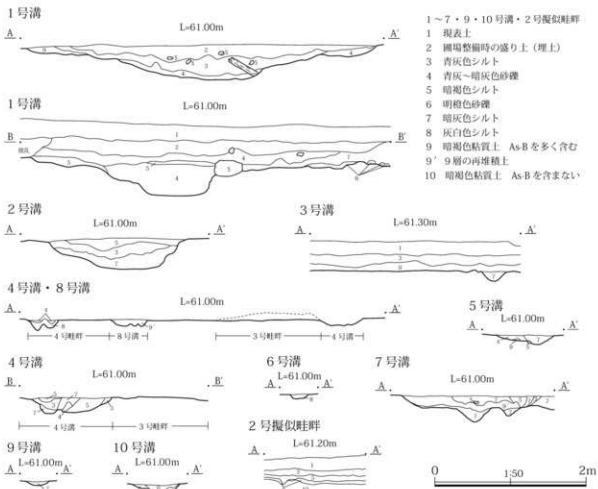 1号溝
A
L=61.00m
A'
1号溝
L=61.00m
B
B'
2号溝
L=61.00m
A
A'
3号溝
L=61.30m
A
A'
4号溝・8号溝
L=61.00m
A
A'
4号畦畔
8号溝
3号畦畔
4号溝
5号溝
L=61.00m
A
A'
4号溝
L=61.00m
B
B'
4号溝
3号畦畔
6号溝
L=61.00m
A
A'
7号溝
L=61.00m
A
A'
9号溝
A
L=61.00m
A'
10号溝
A
L=61.00m
A'
2号擬似畦畔
L=61.20m
A
A'
1～7・9・10号溝・2号擬似畦畔
1 現表土
2 圃場整備時の盛り土（埋土）
3 青灰色シルト
4 青灰～暗灰色砂礫
5 暗褐色シルト
6 明橙色砂礫
7 暗灰色シルト
8 灰白色シルト
9 暗褐色粘質土 As-Bを多く含む
9' 9層の再堆積土
10 暗褐色粘質土 As-Bを含まない
0
1:50
2m